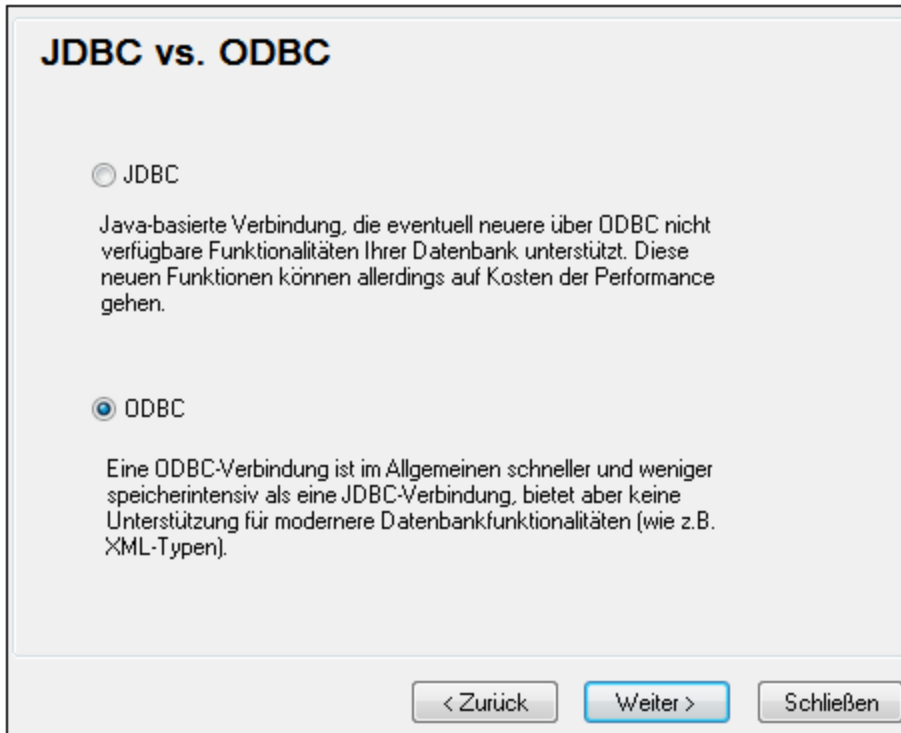 JDBC vs. ODBC
JDBC
Java-basierte Verbindung, die eventuell neuere über ODBC nicht
verfügbare Funktionalitäten Ihrer Datenbank unterstützt. Diese
neuen Funktionen können allerdings auf Kosten der Performance
gehen.
ODBC
Eine ODBC-Verbindung ist im Allgemeinen schneller und weniger
speicherintensiv als eine JDBC-Verbindung, bietet aber keine
Unterstützung für modernere Datenbankfunktionalitäten (wie z.B.
XML-Typen).
< Zurück Weiter > Schließen